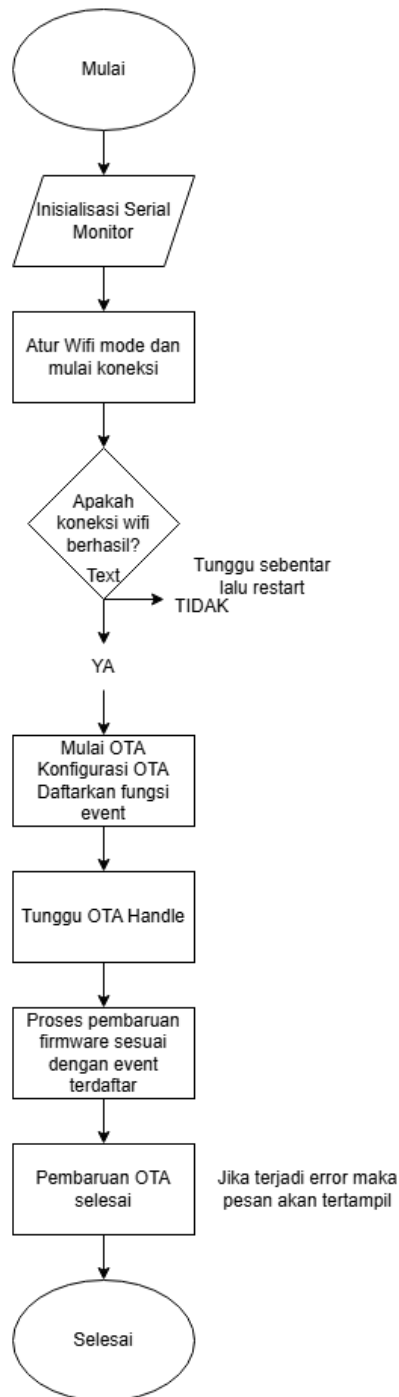 Mulai
Inisialisasi Serial
Monitor
Atur Wifi mode dan
mulai koneksi
Apakah
koneksi wifi
berhasil?
Text
Tunggu sebentar
lalu restart
TIDAK
YA
Mulai OTA
Konfigurasi OTA
Daftarkan fungsi
event
Tunggu OTA Handle
Proses pembaruan
firmware sesuai
dengan event
terdaftar
Pembaruan OTA
selesai
Jika terjadi error maka
pesan akan tertampil
Selesai